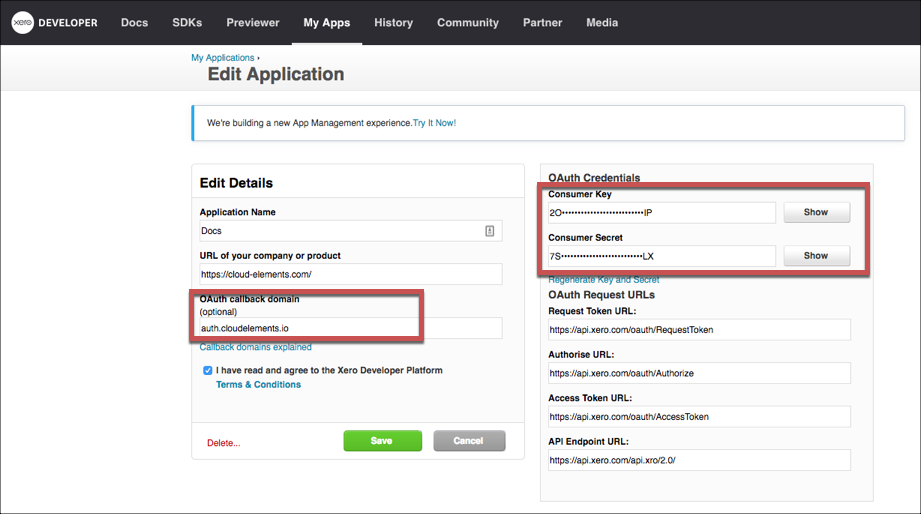 xero DEVELOPER Docs SDKs Previewer My Apps History Community Partner Media
My Applications ›
Edit Application
We're building a new App Management experience.Try It Now!
Edit Details
Application Name
Docs
URL of your company or product
https://cloud-elements.com/
OAuth callback domain
(optional)
auth.cloudelements.io
Callback domains explained
I have read and agree to the Xero Developer Platform
Terms & Conditions
Delete...
Save
Cancel
OAuth Credentials
Consumer Key
2O••••••••••••••••••••••••••IP
Show
Consumer Secret
7S••••••••••••••••••••••••••LX
Show
Regenerate Key and Secret
OAuth Request URLs
Request Token URL:
https://api.xero.com/oauth/RequestToken
Authorise URL:
https://api.xero.com/oauth/Authorize
Access Token URL:
https://api.xero.com/oauth/AccessToken
API Endpoint URL:
https://api.xero.com/api.xro/2.0/